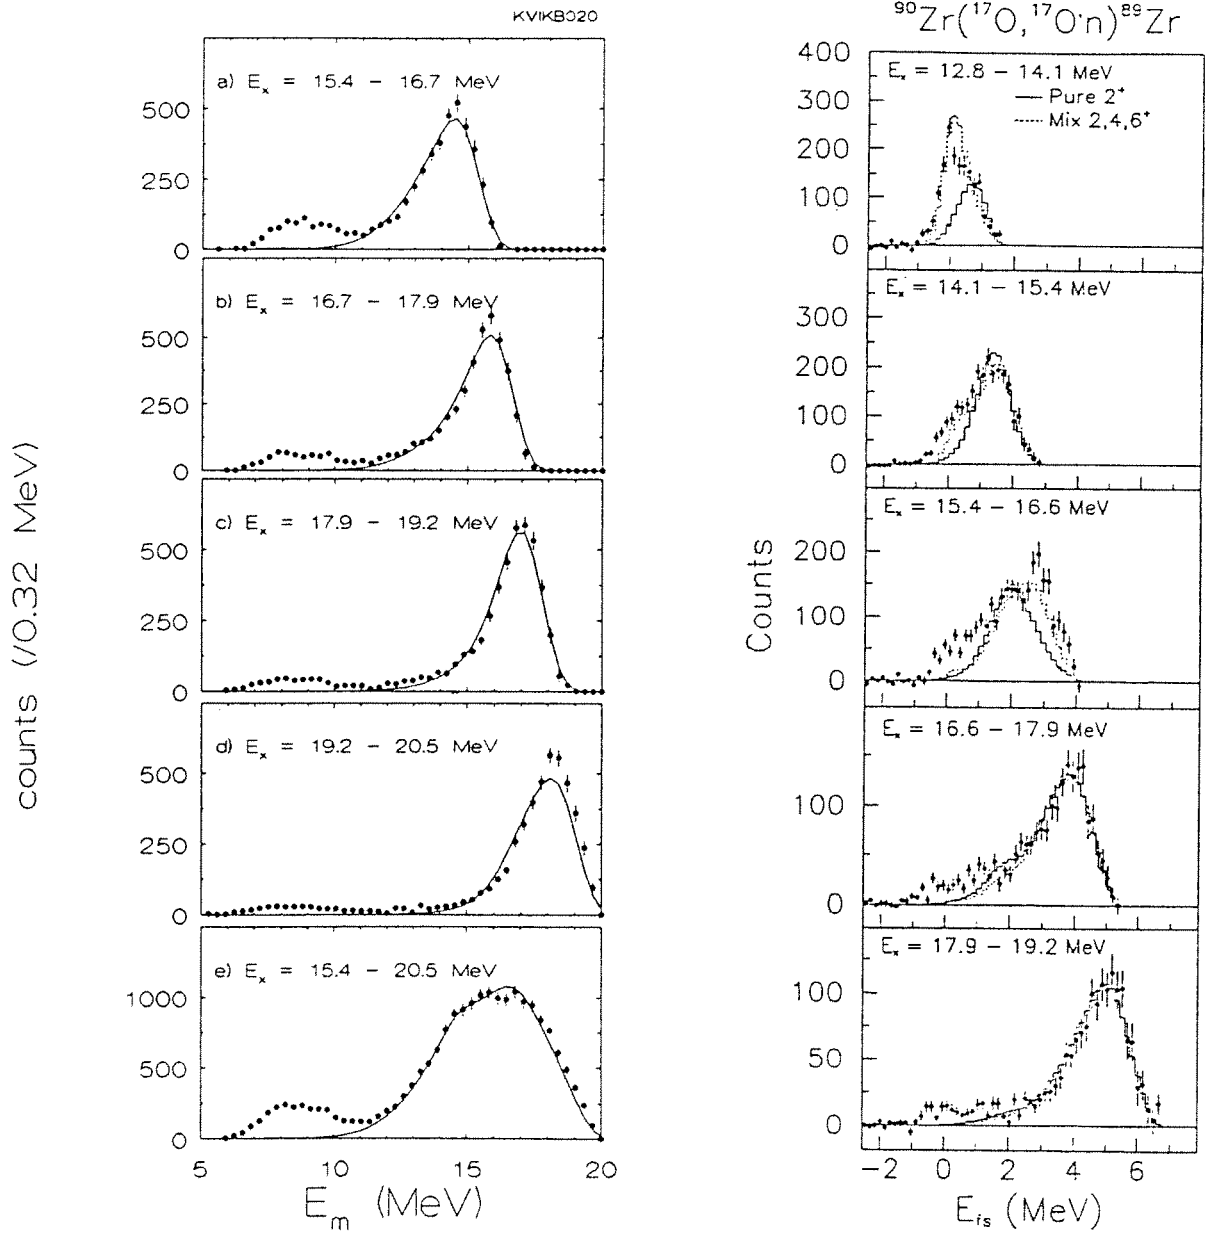 KVIKB020
a) Eₓ = 15.4 – 16.7 MeV
500
250
0
b) Eₓ = 16.7 – 17.9 MeV
500
250
0
c) Eₓ = 17.9 – 19.2 MeV
500
250
0
d) Eₓ = 19.2 – 20.5 MeV
500
250
0
e) Eₓ = 15.4 – 20.5 MeV
1000
500
0
5 10 15 20
Eₘ (MeV)
counts (/0.32 MeV)
⁹⁰Zr(¹⁷O,¹⁷O'n)⁸⁹Zr
400
Eₓ = 12.8 – 14.1 MeV
Pure 2⁺
Mix 2,4,6⁺
300
200
100
0
Eₓ = 14.1 – 15.4 MeV
300
200
100
0
Eₓ = 15.4 – 16.6 MeV
200
100
0
Eₓ = 16.6 – 17.9 MeV
100
0
Eₓ = 17.9 – 19.2 MeV
100
50
0
−2 0 2 4 6
E_fs (MeV)
Counts